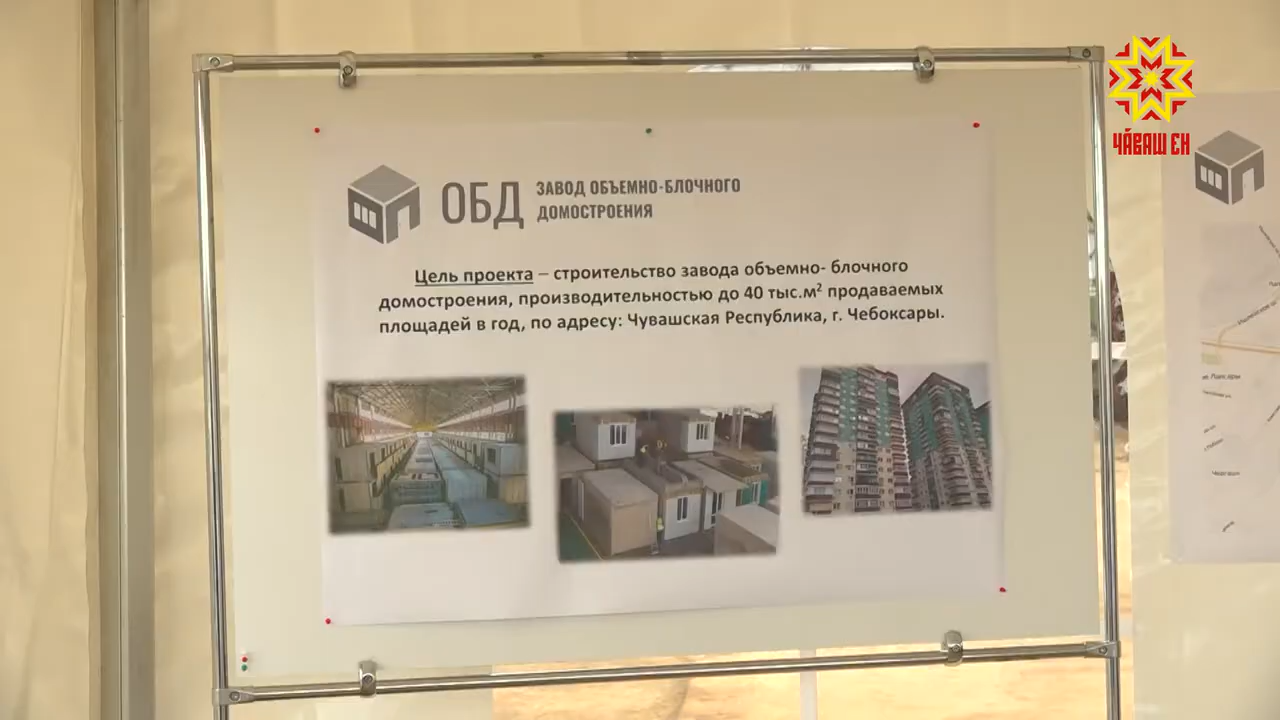 ЧӐВАШ ЕН
ОБД
ЗАВОД ОБЪЕМНО-БЛОЧНОГО
ДОМОСТРОЕНИЯ
Цель проекта – строительство завода объемно- блочного
домостроения, производительностью до 40 тыс.м² продаваемых
площадей в год, по адресу: Чувашская Республика, г. Чебоксары.